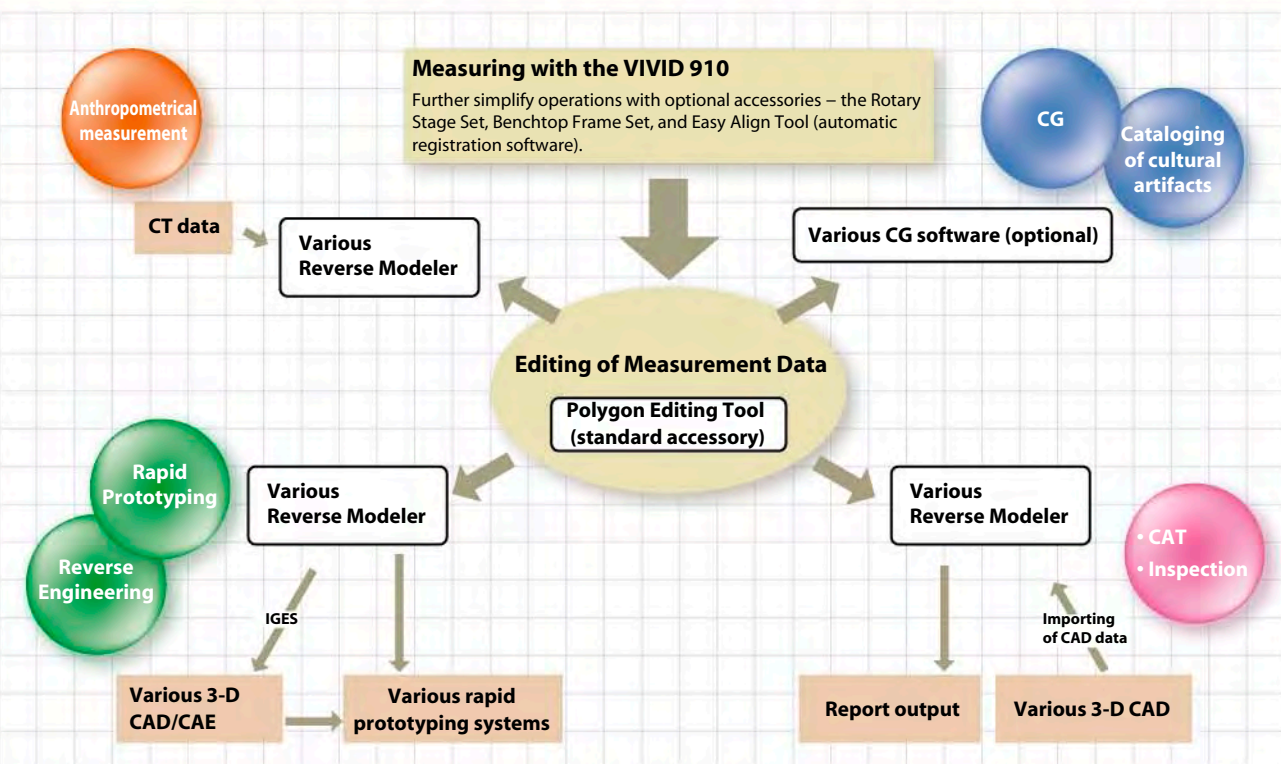 Measuring with the VIVID 910
Further simplify operations with optional accessories – the Rotary
Stage Set, Benchtop Frame Set, and Easy Align Tool (automatic
registration software).
Anthropometrical
measurement
CG
Cataloging
of cultural
artifacts
CT data
Various
Reverse Modeler
Various CG software (optional)
Editing of Measurement Data
Polygon Editing Tool
(standard accessory)
Rapid
Prototyping
Reverse
Engineering
Various
Reverse Modeler
Various
Reverse Modeler
• CAT
• Inspection
IGES
Importing
of CAD data
Various 3-D
CAD/CAE
Various rapid
prototyping systems
Report output
Various 3-D CAD